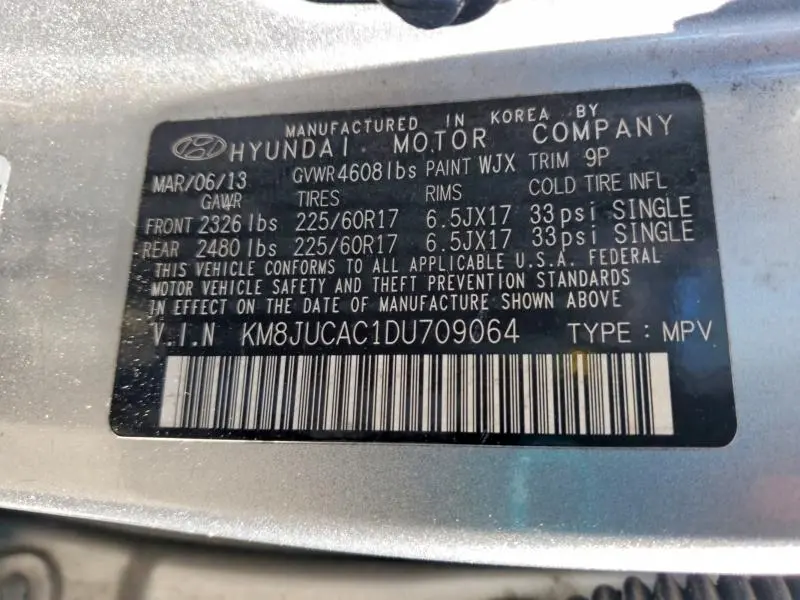 MANUFACTURED IN KOREA BY
HYUNDAI MOTOR COMPANY
MAR/06/13 GVWR4608lbs PAINT WJX TRIM 9P
GAWR TIRES RIMS COLD TIRE INFL
FRONT 2326 lbs 225/60R17 6.5JX17 33psi SINGLE
REAR 2480 lbs 225/60R17 6.5JX17 33psi SINGLE
THIS VEHICLE CONFORMS TO ALL APPLICABLE U.S.A. FEDERAL
MOTOR VEHICLE SAFETY AND THEFT PREVENTION STANDARDS
IN EFFECT ON THE DATE OF MANUFACTURE SHOWN ABOVE
V.I.N KM8JUCAC1DU709064 TYPE : MPV